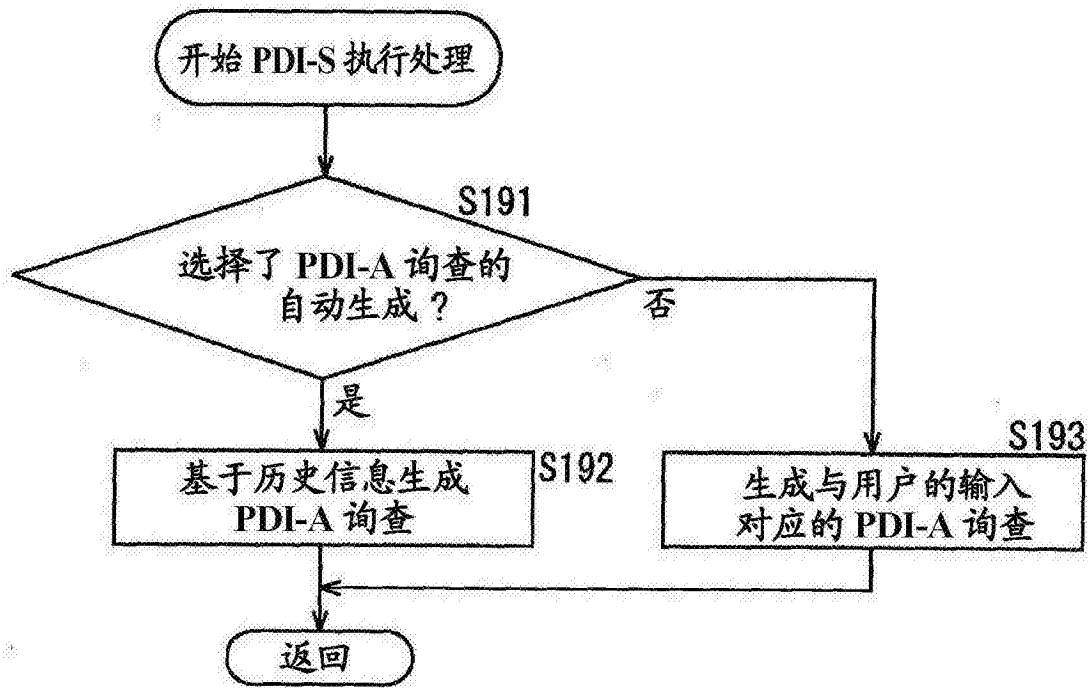 开始 PDI-S 执行处理
S191
选择了 PDI-A 询查的
自动生成？
否
是
S192
基于历史信息生成
PDI-A 询查
S193
生成与用户的输入
对应的 PDI-A 询查
返回